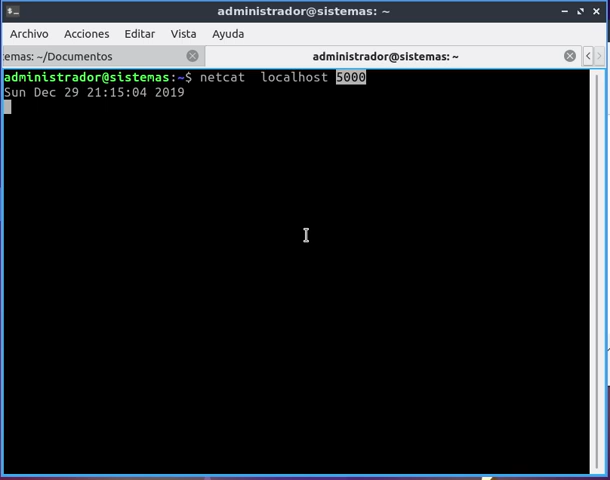 administrador@sistemas: ~
Archivo Acciones Editar Vista Ayuda
emas: ~/Documentos
administrador@sistemas: ~
administrador@sistemas:~$ netcat  localhost 5000
Sun Dec 29 21:15:04 2019